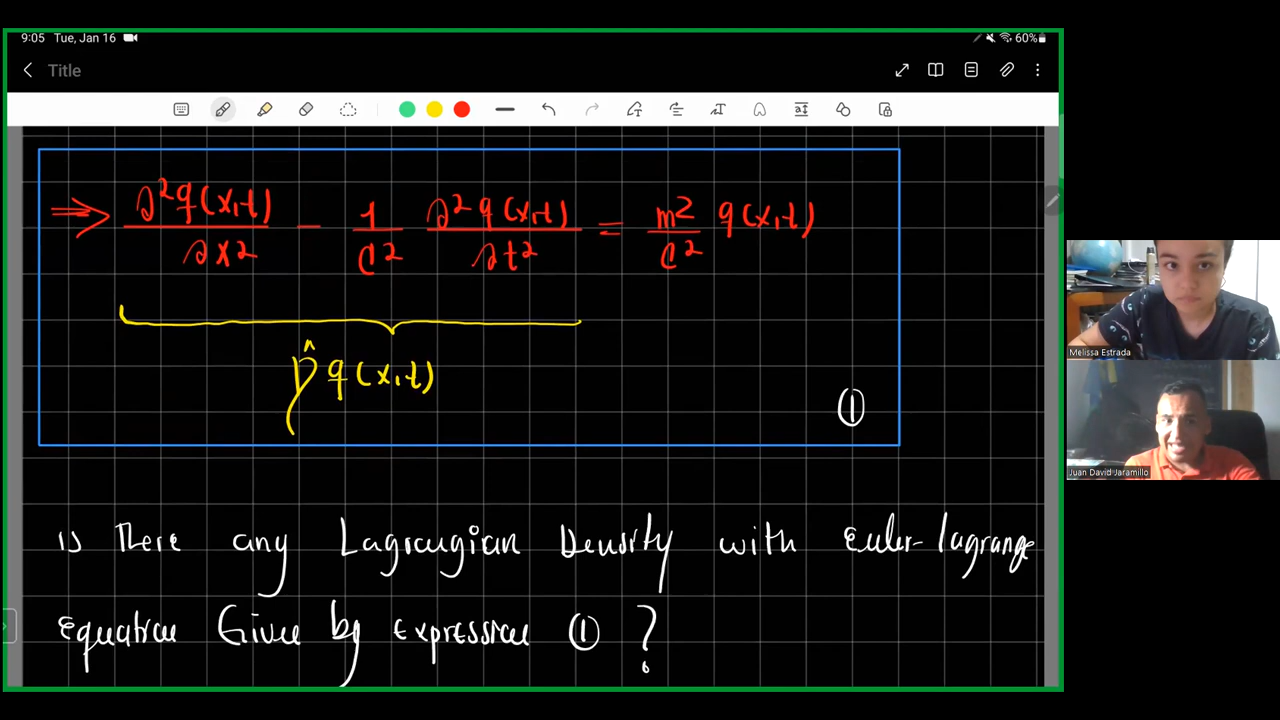 9:05 Tue, Jan 16 60%
Title
⇒ ∂²q(x,t)/∂x² − 1/c² ∂²q(x,t)/∂t² = m²/c² q(x,t)
p̂ q(x,t)
①
Is There any Lagrangian Density with Euler-lagrange
Equation Given by expression ① ?
Melissa Estrada
Juan David Jaramillo